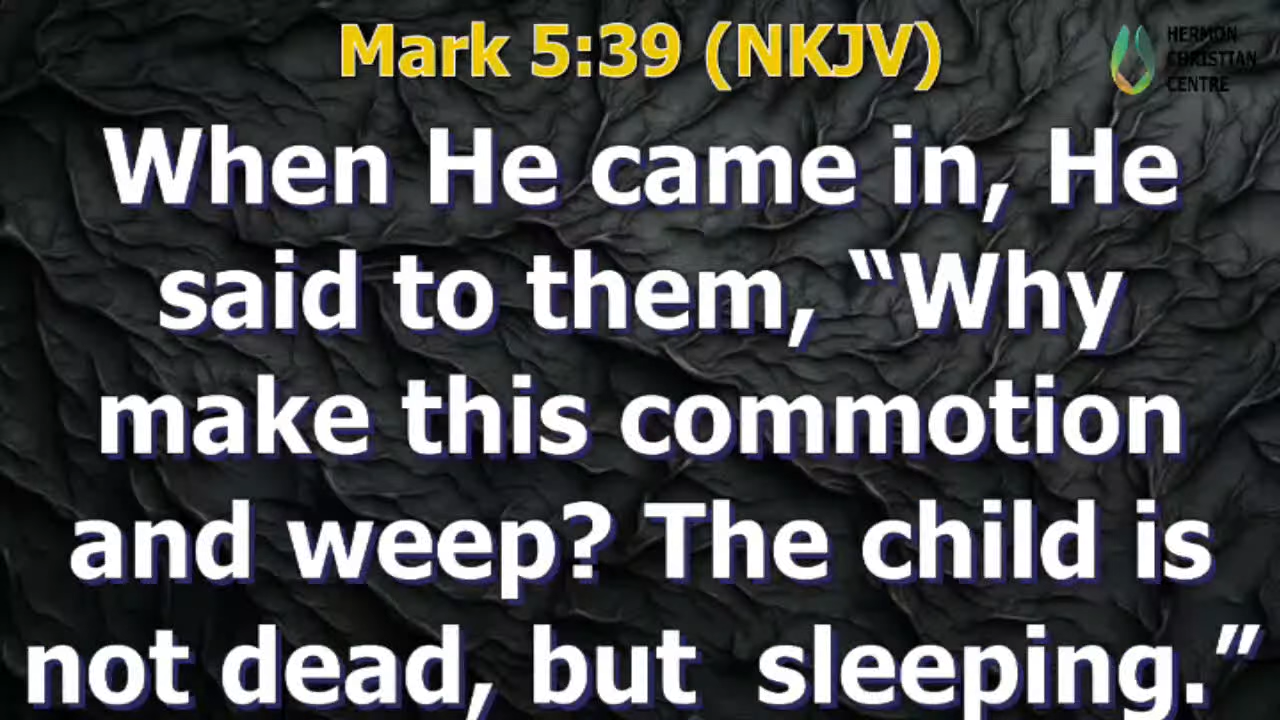 Mark 5:39 (NKJV)
HERMON
CHRISTIAN
CENTRE
When He came in, He
said to them, “Why
make this commotion
and weep? The child is
not dead, but  sleeping.”